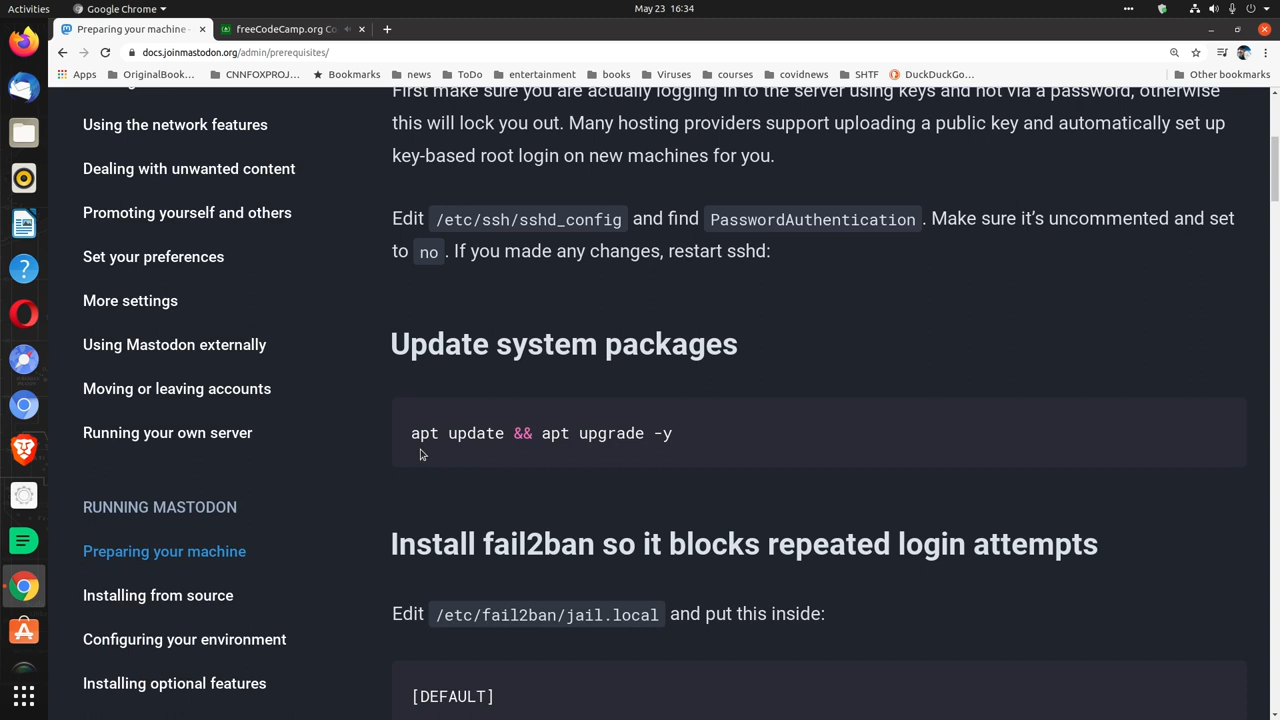 Activities
Google Chrome
May 23 16:34
Preparing your machine -
freeCodeCamp.org Co
docs.joinmastodon.org/admin/prerequisites/
Apps
OriginalBook...
CNNFOXPROJ...
Bookmarks
news
ToDo
entertainment
books
Viruses
courses
covidnews
SHTF
DuckDuckGo...
Other bookmarks
Using the network features
Dealing with unwanted content
Promoting yourself and others
Set your preferences
More settings
Using Mastodon externally
Moving or leaving accounts
Running your own server
RUNNING MASTODON
Preparing your machine
Installing from source
Configuring your environment
Installing optional features
First make sure you are actually logging in to the server using keys and not via a password, otherwise
this will lock you out. Many hosting providers support uploading a public key and automatically set up
key-based root login on new machines for you.
Edit /etc/ssh/sshd_config and find PasswordAuthentication. Make sure it’s uncommented and set
to no. If you made any changes, restart sshd:
Update system packages
apt update && apt upgrade -y
Install fail2ban so it blocks repeated login attempts
Edit /etc/fail2ban/jail.local and put this inside:
[DEFAULT]